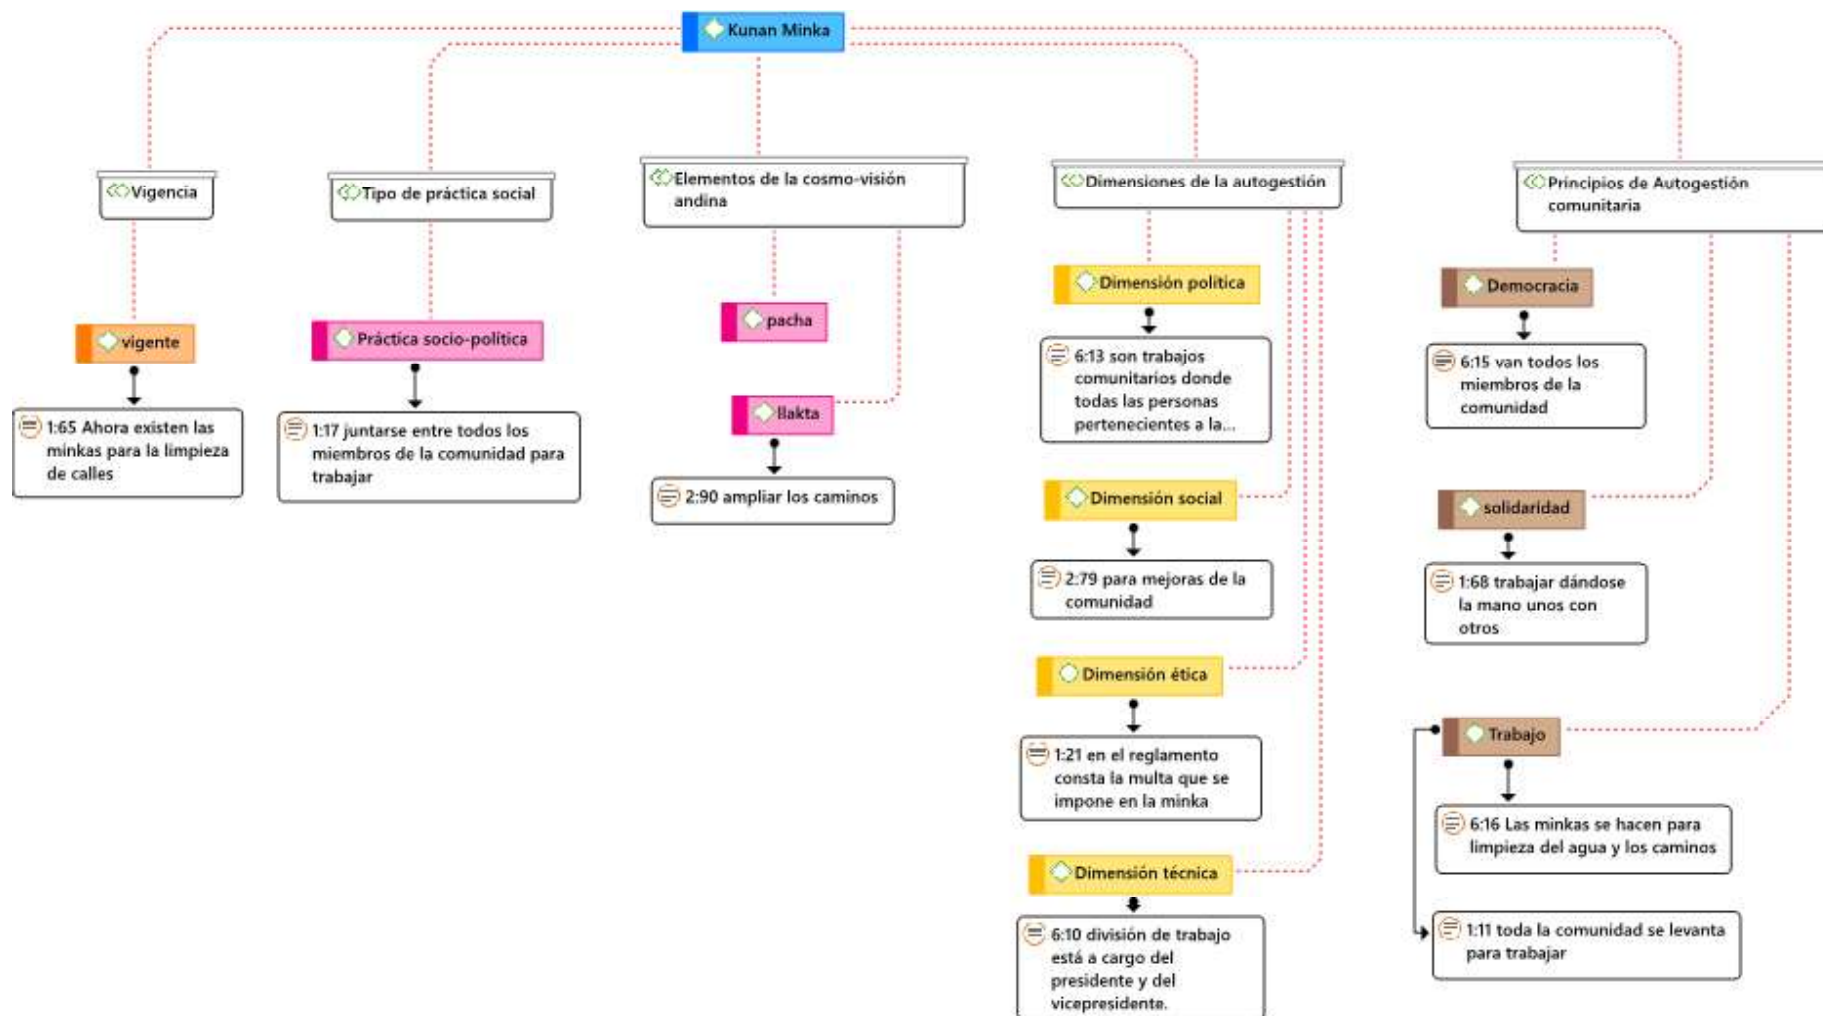 Kunan Minka
Vigencia
vigente
1:65 Ahora existen las
minkas para la limpieza
de calles
Tipo de práctica social
Práctica socio-política
1:17 juntarse entre todos los
miembros de la comunidad para
trabajar
Elementos de la cosmo-visión
andina
pacha
llakta
2:90 ampliar los caminos
Dimensiones de la autogestión
Dimensión política
6:13 son trabajos
comunitarios donde
todas las personas
pertenecientes a la...
Dimensión social
2:79 para mejoras de la
comunidad
Dimensión ética
1:21 en el reglamento
consta la multa que se
impone en la minka
Dimensión técnica
6:10 división de trabajo
está a cargo del
presidente y del
vicepresidente.
Principios de Autogestión
comunitaria
Democracia
6:15 van todos los
miembros de la
comunidad
solidaridad
1:68 trabajar dándose
la mano unos con
otros
Trabajo
6:16 Las minkas se hacen para
limpieza del agua y los caminos
1:11 toda la comunidad se levanta
para trabajar